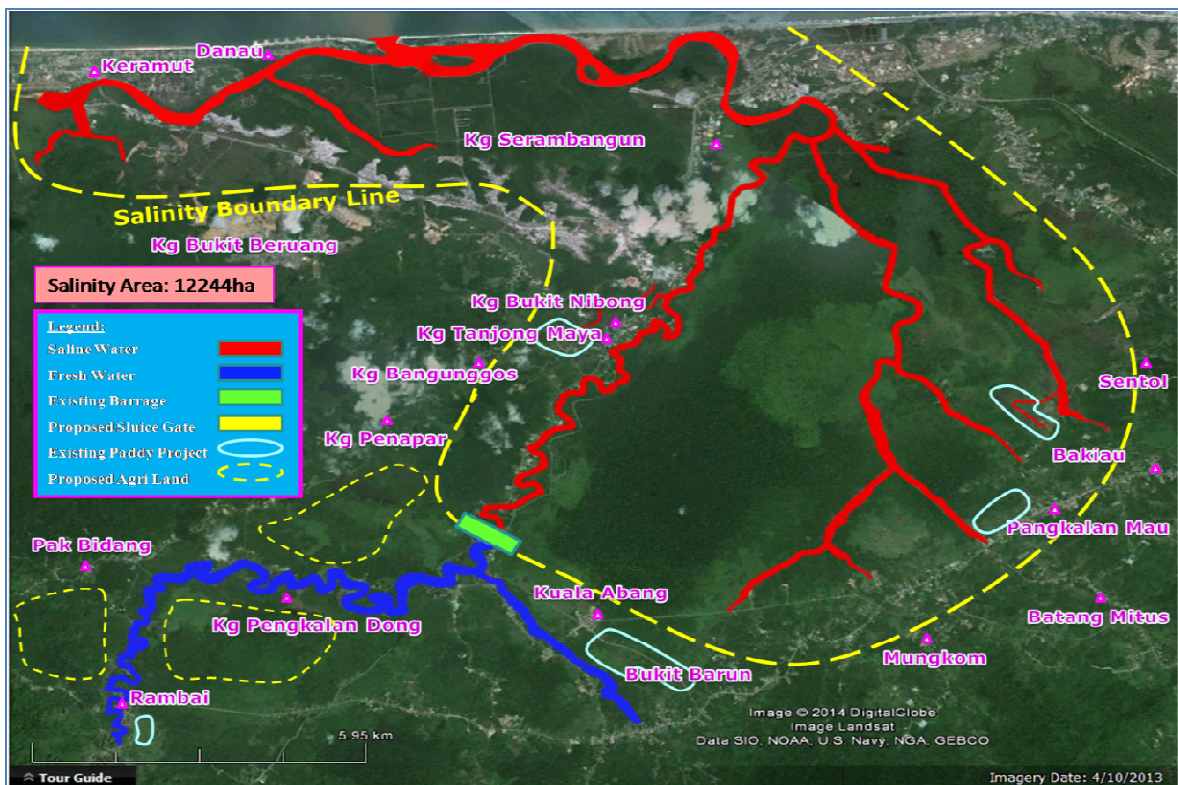 Danau
Keramut
Kg Serambangun
Salinity Boundary Line
Kg Bukit Beruang
Salinity Area: 12244ha
Legend:
Saline Water
Fresh Water
Existing Barrage
Proposed Sluice Gate
Existing Paddy Project
Proposed Agri Land
Kg Bukit Nibong
Kg Tanjong Maya
Kg Bangunggos
Sentol
Kg Penapar
Bakiau
Pangkalan Mau
Pak Bidang
Kuala Abang
Kg Pengkalan Dong
Batang Mitus
Mungkom
Bukit Barun
Rambai
Image © 2014 DigitalGlobe
Image Landsat
Data SIO, NOAA, U.S. Navy, NGA, GEBCO
5.95 km
Tour Guide
Imagery Date: 4/10/2013